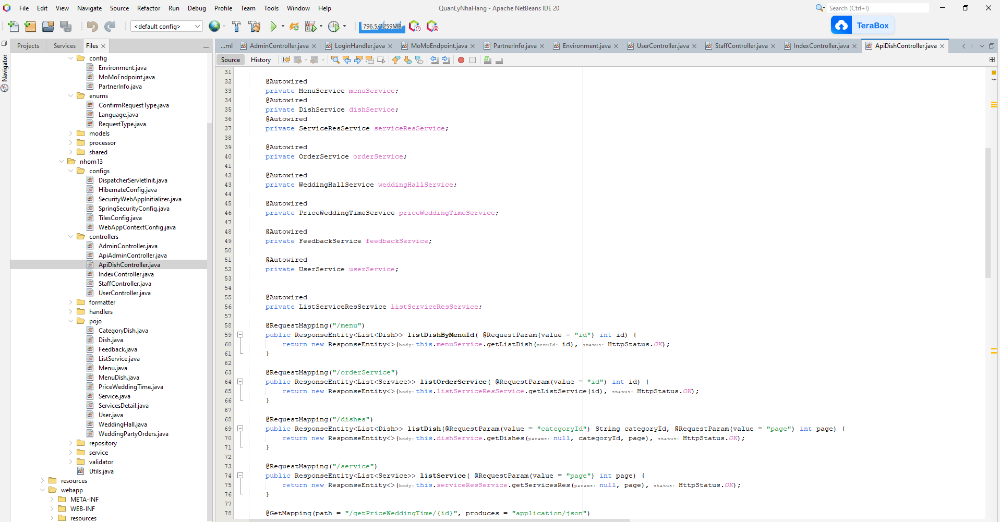 File Edit View Navigate Source Refactor Run Debug Profile Team Tools Window Help
QuanLyNhaHang - Apache NetBeans IDE 20
Search (Ctrl+I)
<default config>
796.5/1259MB
TeraBox
Projects Services Files
...ml AdminController.java LoginHandler.java MoMoEndpoint.java PartnerInfo.java Environment.java UserController.java StaffController.java IndexController.java ApiDishController.java
Source History
Navigator
config
Environment.java
MoMoEndpoint.java
PartnerInfo.java
enums
ConfirmRequestType.java
Language.java
RequestType.java
models
processor
shared
nhom13
configs
DispatcherServletInit.java
HibernateConfig.java
SecurityWebAppInitializer.java
SpringSecurityConfig.java
TilesConfig.java
WebAppContextConfig.java
controllers
AdminController.java
ApiAdminController.java
ApiDishController.java
IndexController.java
StaffController.java
UserController.java
formatter
handlers
pojo
CategoryDish.java
Dish.java
Feedback.java
ListService.java
Menu.java
MenuDish.java
PriceWeddingTime.java
Service.java
ServicesDetail.java
User.java
WeddingHall.java
WeddingPartyOrders.java
repository
service
validator
Utils.java
resources
webapp
META-INF
WEB-INF
resources
31
32 @Autowired
33 private MenuService menuService;
34 @Autowired
35 private DishService dishService;
36 @Autowired
37 private ServiceResService serviceResService;
38
39 @Autowired
40 private OrderService orderService;
41
42 @Autowired
43 private WeddingHallService weddingHallService;
44
45 @Autowired
46 private PriceWeddingTimeService priceWeddingTimeService;
47
48 @Autowired
49 private FeedbackService feedbackService;
50
51 @Autowired
52 private UserService userService;
53
54
55 @Autowired
56 private ListServiceResService listServiceResService;
57
58 @RequestMapping("/menu")
59 public ResponseEntity<List<Dish>> listDishByMenuId( @RequestParam(value = "id") int id) {
60 return new ResponseEntity<>(body: this.menuService.getListDish(menuId: id), status: HttpStatus.OK);
61 }
62
63 @RequestMapping("/orderService")
64 public ResponseEntity<List<Service>> listOrderService( @RequestParam(value = "id") int id) {
65 return new ResponseEntity<>(body: this.listServiceResService.getListService(id), status: HttpStatus.OK);
66 }
67
68 @RequestMapping("/dishes")
69 public ResponseEntity<List<Dish>> listDish(@RequestParam(value = "categoryId") String categoryId, @RequestParam(value = "page") int page) {
70 return new ResponseEntity<>(body: this.dishService.getDishes(params: null, categoryId, page), status: HttpStatus.OK);
71 }
72
73 @RequestMapping("/service")
74 public ResponseEntity<List<Service>> listService( @RequestParam(value = "page") int page) {
75 return new ResponseEntity<>(body: this.serviceResService.getServicesRes(params: null, page), status: HttpStatus.OK);
76 }
77
78 @GetMapping(path = "/getPriceWeddingTime/{id}", produces = "application/json")